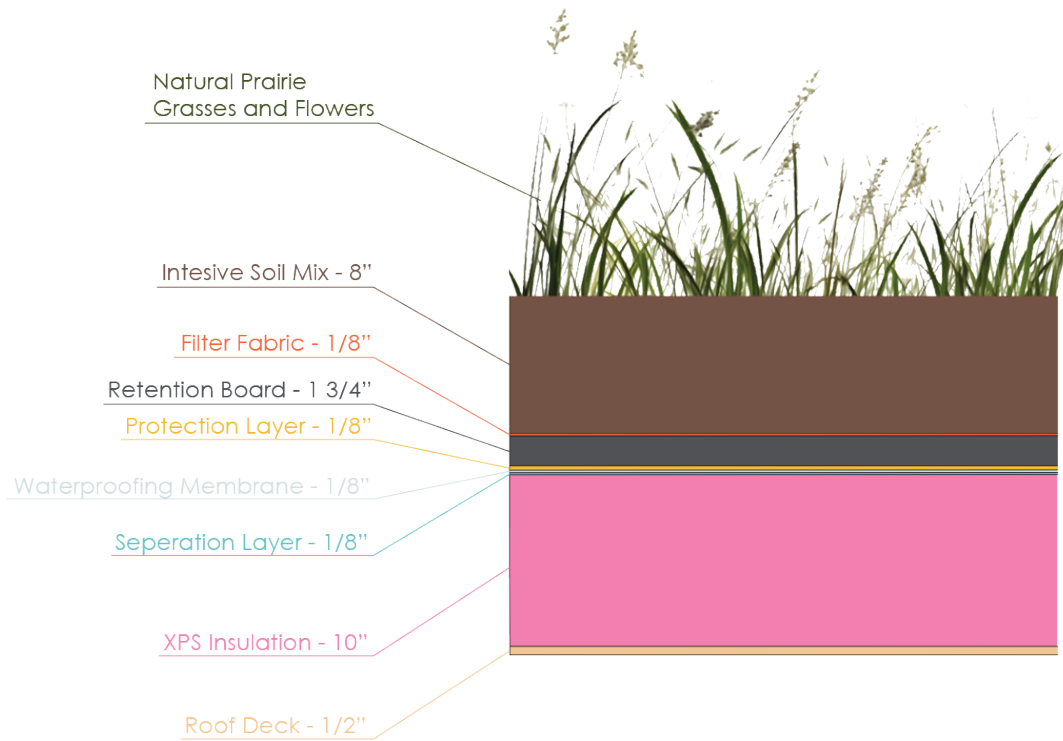 Natural Prairie
Grasses and Flowers
Intesive Soil Mix - 8”
Filter Fabric - 1/8”
Retention Board - 1 3/4”
Protection Layer - 1/8”
Waterproofing Membrane - 1/8”
Seperation Layer - 1/8”
XPS Insulation - 10”
Roof Deck - 1/2”